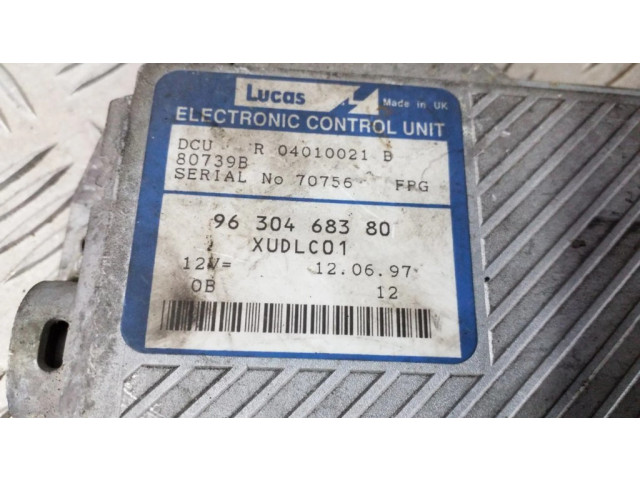 Lucas Made in UK
ELECTRONIC CONTROL UNIT
DCU R 04010021 B
80739B
SERIAL No 70756 FPG
96 304 683 80
XUDLC01
12V= 12.06.97
0B 12